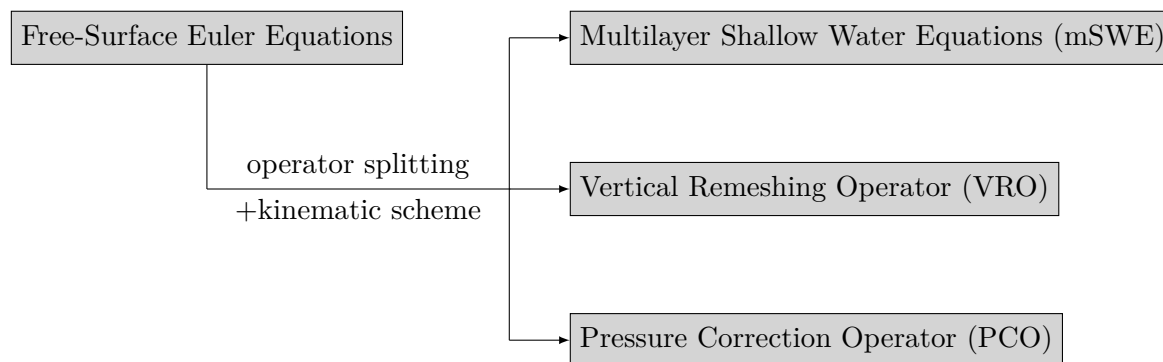 Free-Surface Euler Equations
Multilayer Shallow Water Equations (mSWE)
operator splitting
+kinematic scheme
Vertical Remeshing Operator (VRO)
Pressure Correction Operator (PCO)